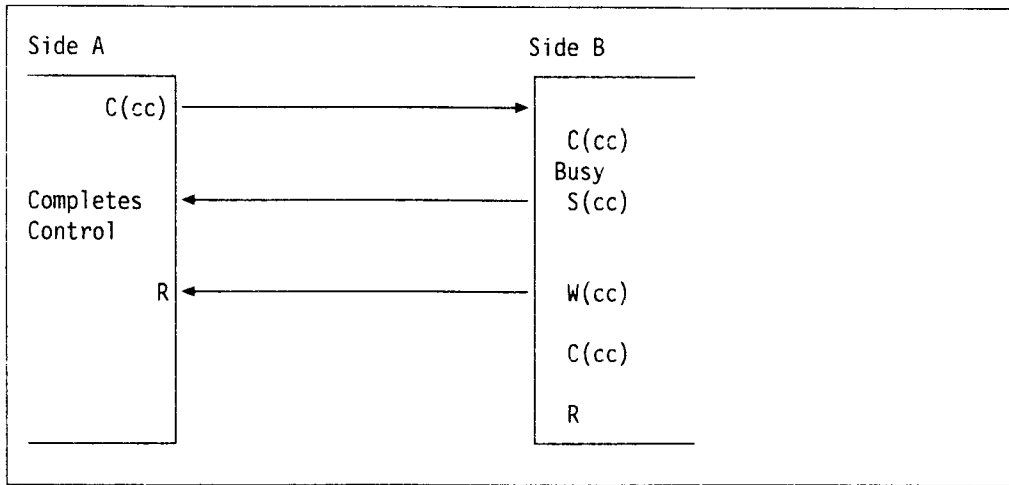 Side A
Side B
C(cc)
C(cc)
Busy
Completes
S(cc)
Control
R
W(cc)
C(cc)
R